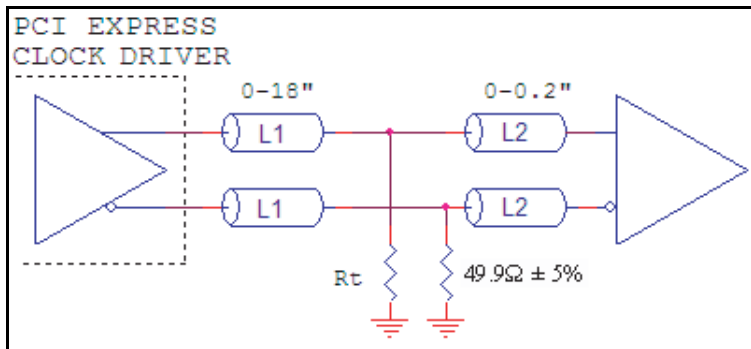 PCI EXPRESS
CLOCK DRIVER
0-18"
0-0.2"
L1
L2
L1
L2
Rt
49.9Ω ± 5%